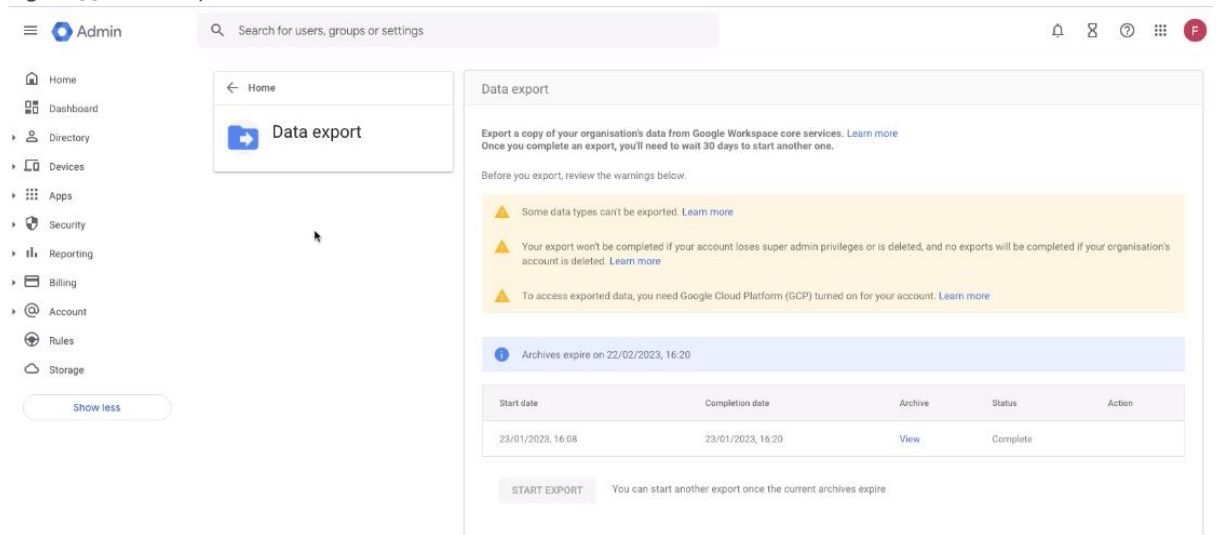 Admin
Search for users, groups or settings
F
Home
Dashboard
Directory
Devices
Apps
Security
Reporting
Billing
Account
Rules
Storage
Show less
Home
Data export
Data export
Export a copy of your organisation's data from Google Workspace core services. Learn more
Once you complete an export, you'll need to wait 30 days to start another one.
Before you export, review the warnings below.
Some data types can't be exported. Learn more
Your export won't be completed if your account loses super admin privileges or is deleted, and no exports will be completed if your organisation's
account is deleted. Learn more
To access exported data, you need Google Cloud Platform (GCP) turned on for your account. Learn more
Archives expire on 22/02/2023, 16:20
Start date Completion date Archive Status Action
23/01/2023, 16:08 23/01/2023, 16:20 View Complete
START EXPORT You can start another export once the current archives expire